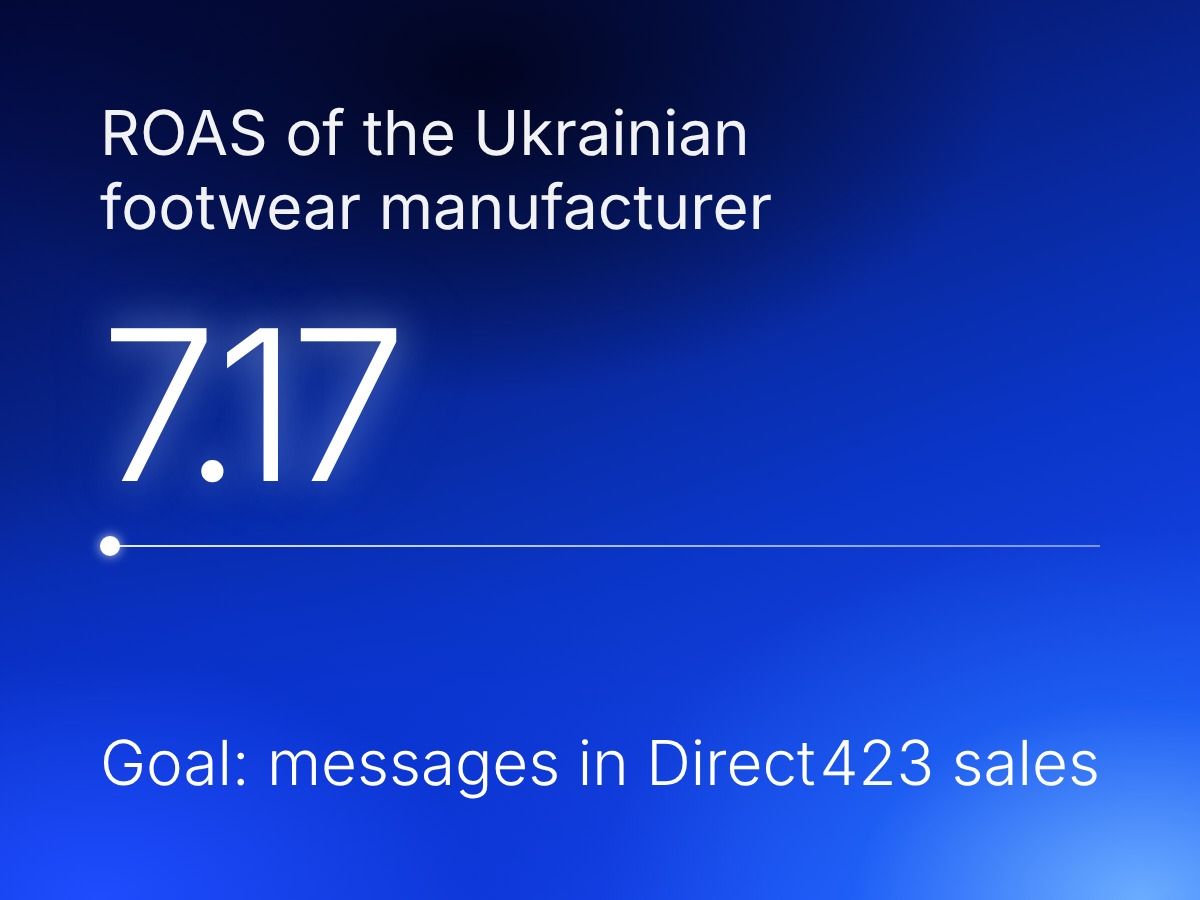 ROAS of the Ukrainian
footwear manufacturer
7.17
Goal: messages in Direct423 sales